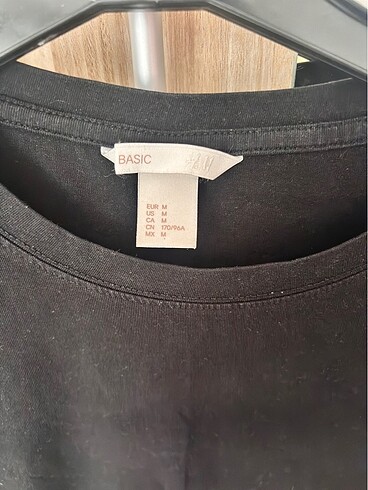 BASIC
EUR M
US M
CA M
CN 170/96A
MX M